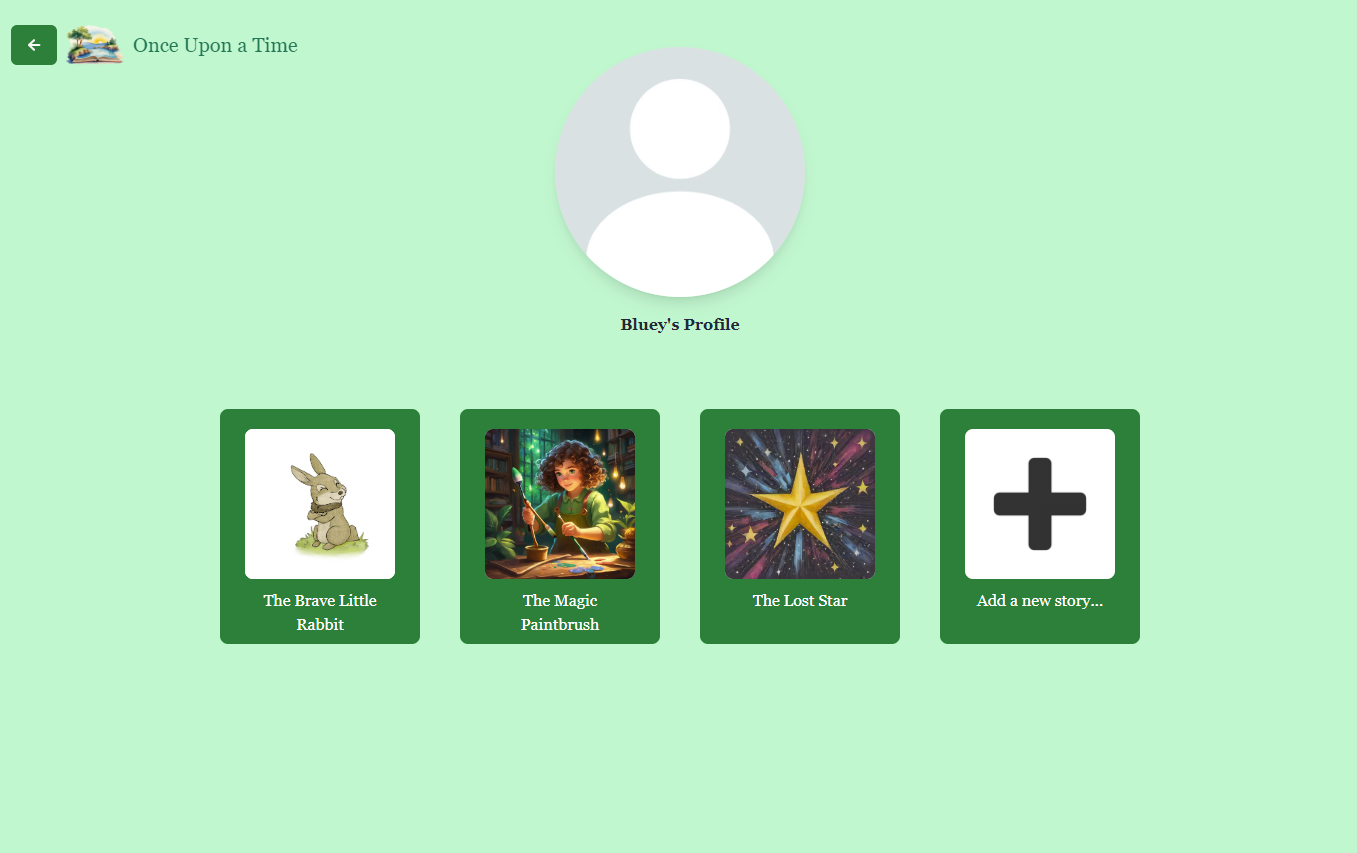 Once Upon a Time
Bluey's Profile
The Brave Little
Rabbit
The Magic
Paintbrush
The Lost Star
Add a new story...